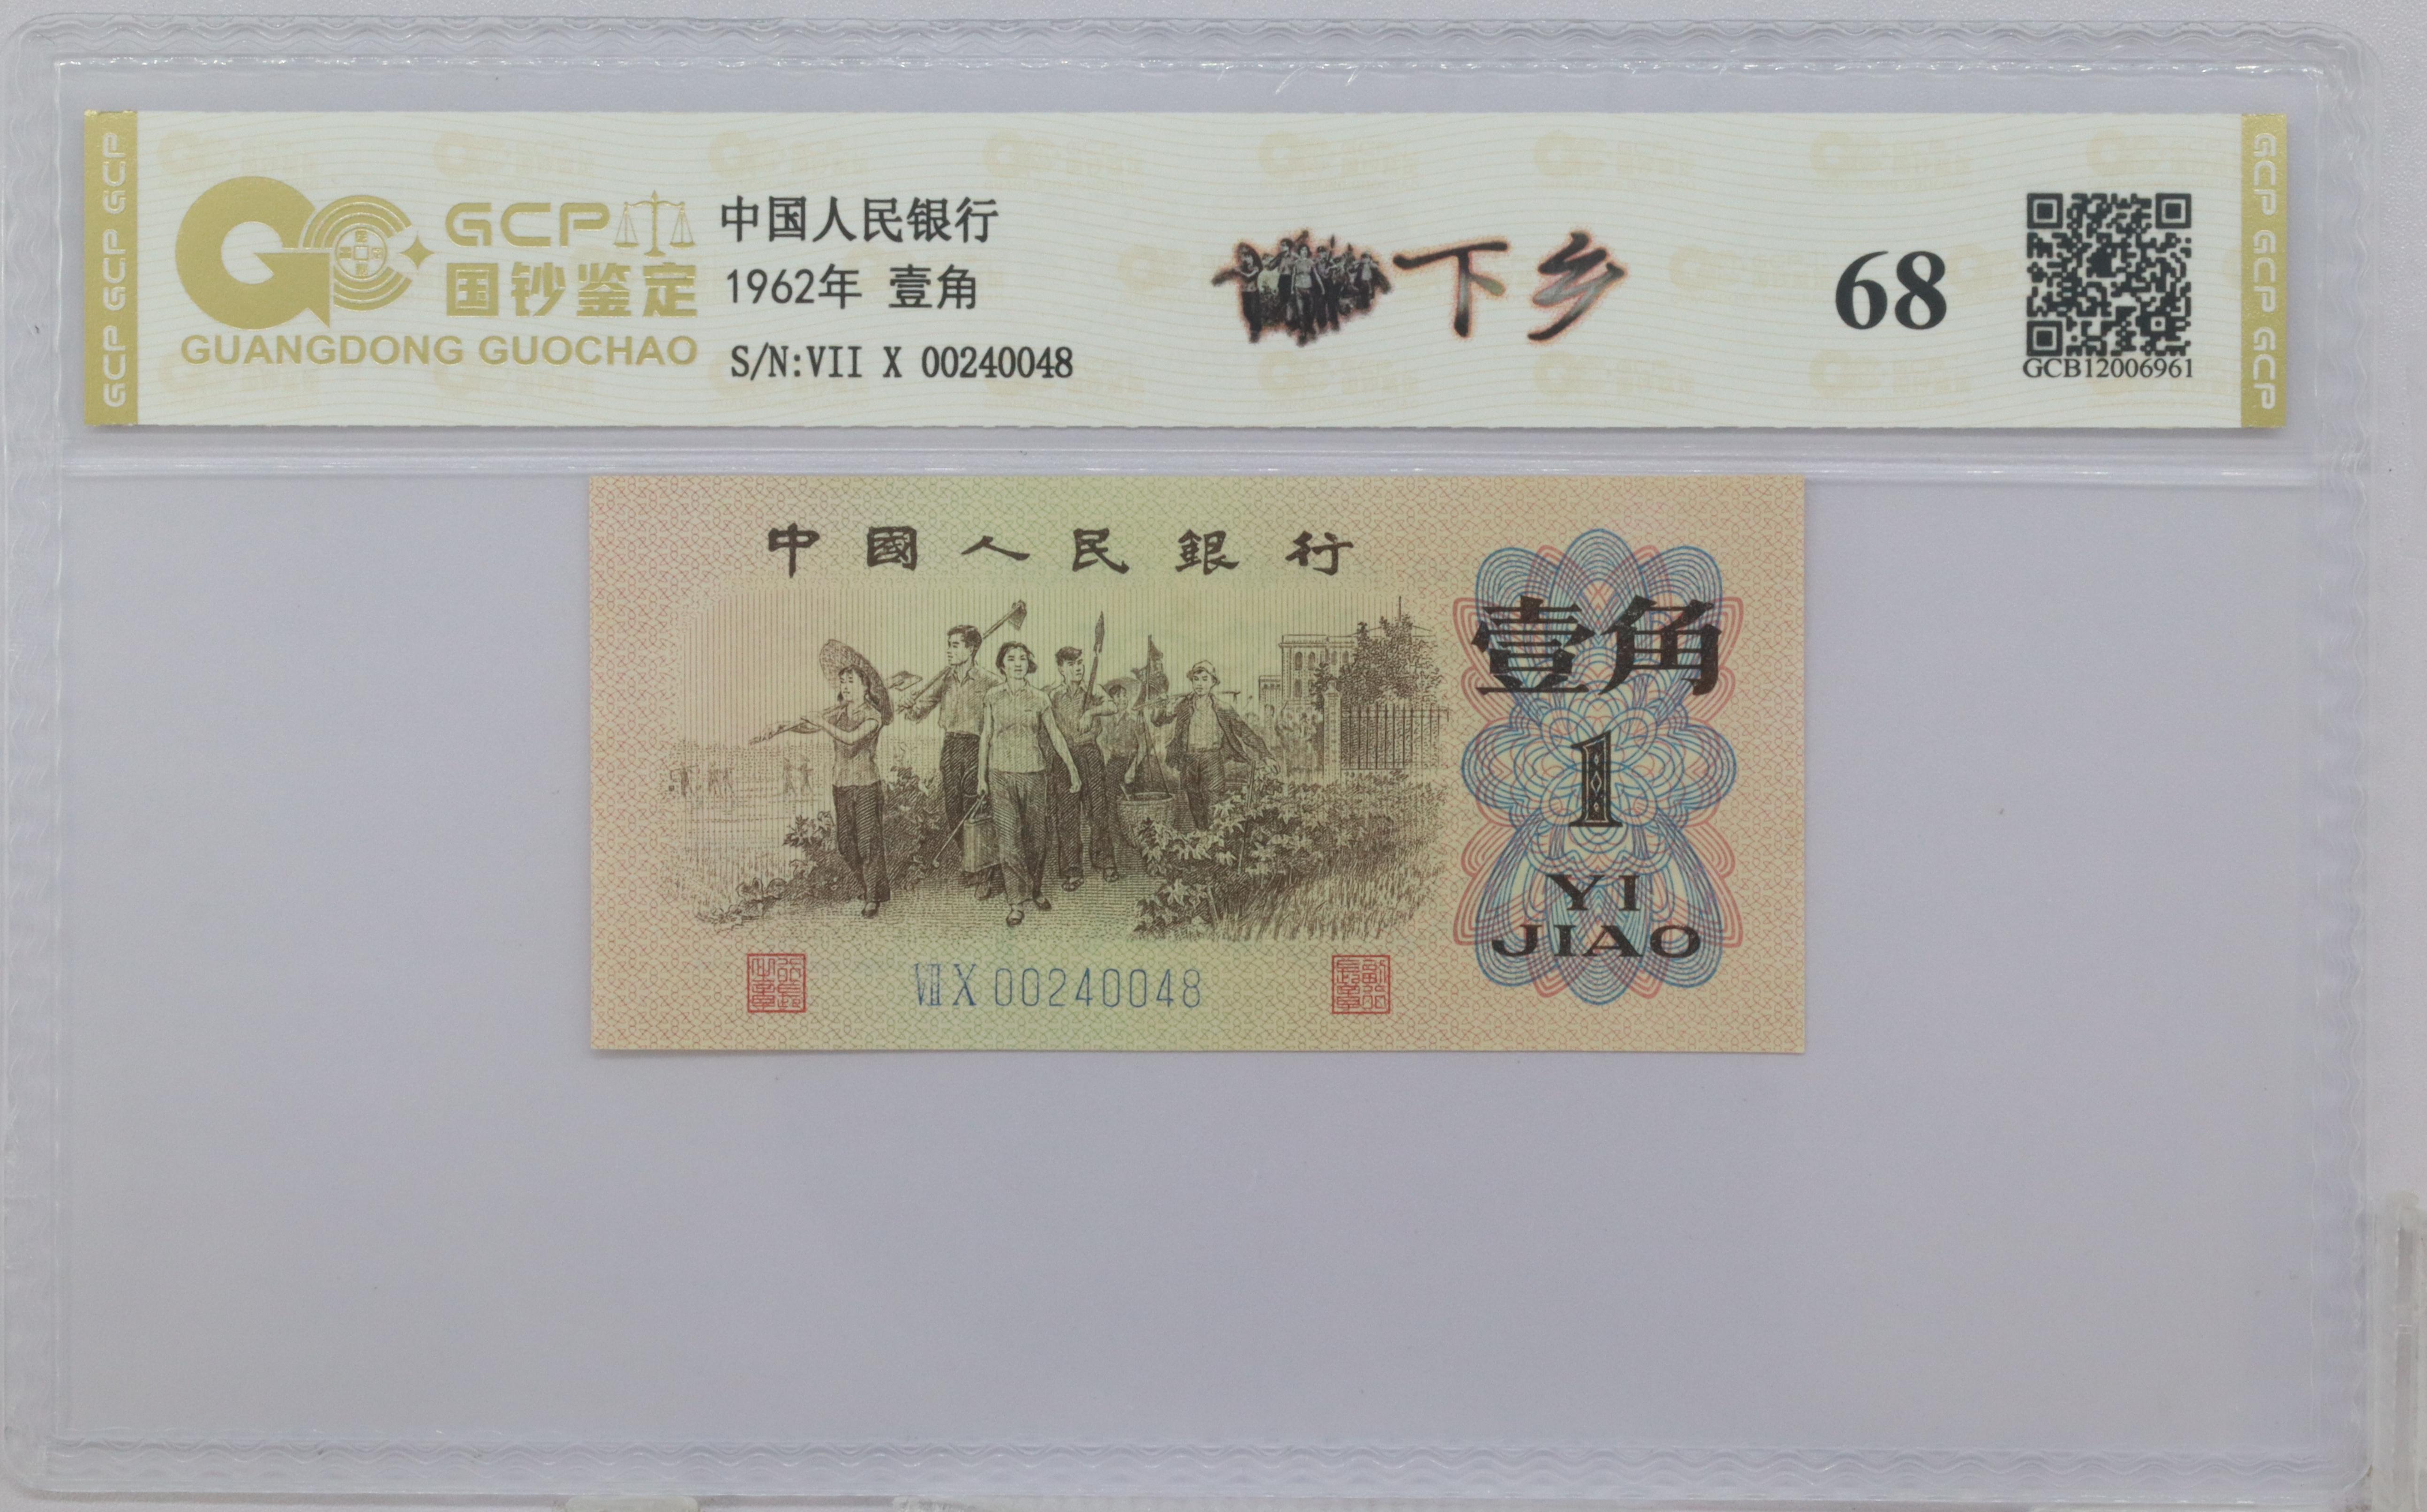 GCP GCP GCP
GCP
国钞鉴定
GUANGDONG GUOCHAO
中国人民银行
1962年 壹角
S/N:VII X 00240048
下乡
68
GCB12006961
GCP GCP GCP
中國人民銀行
壹角
1
YI
JIAO
VII X 00240048